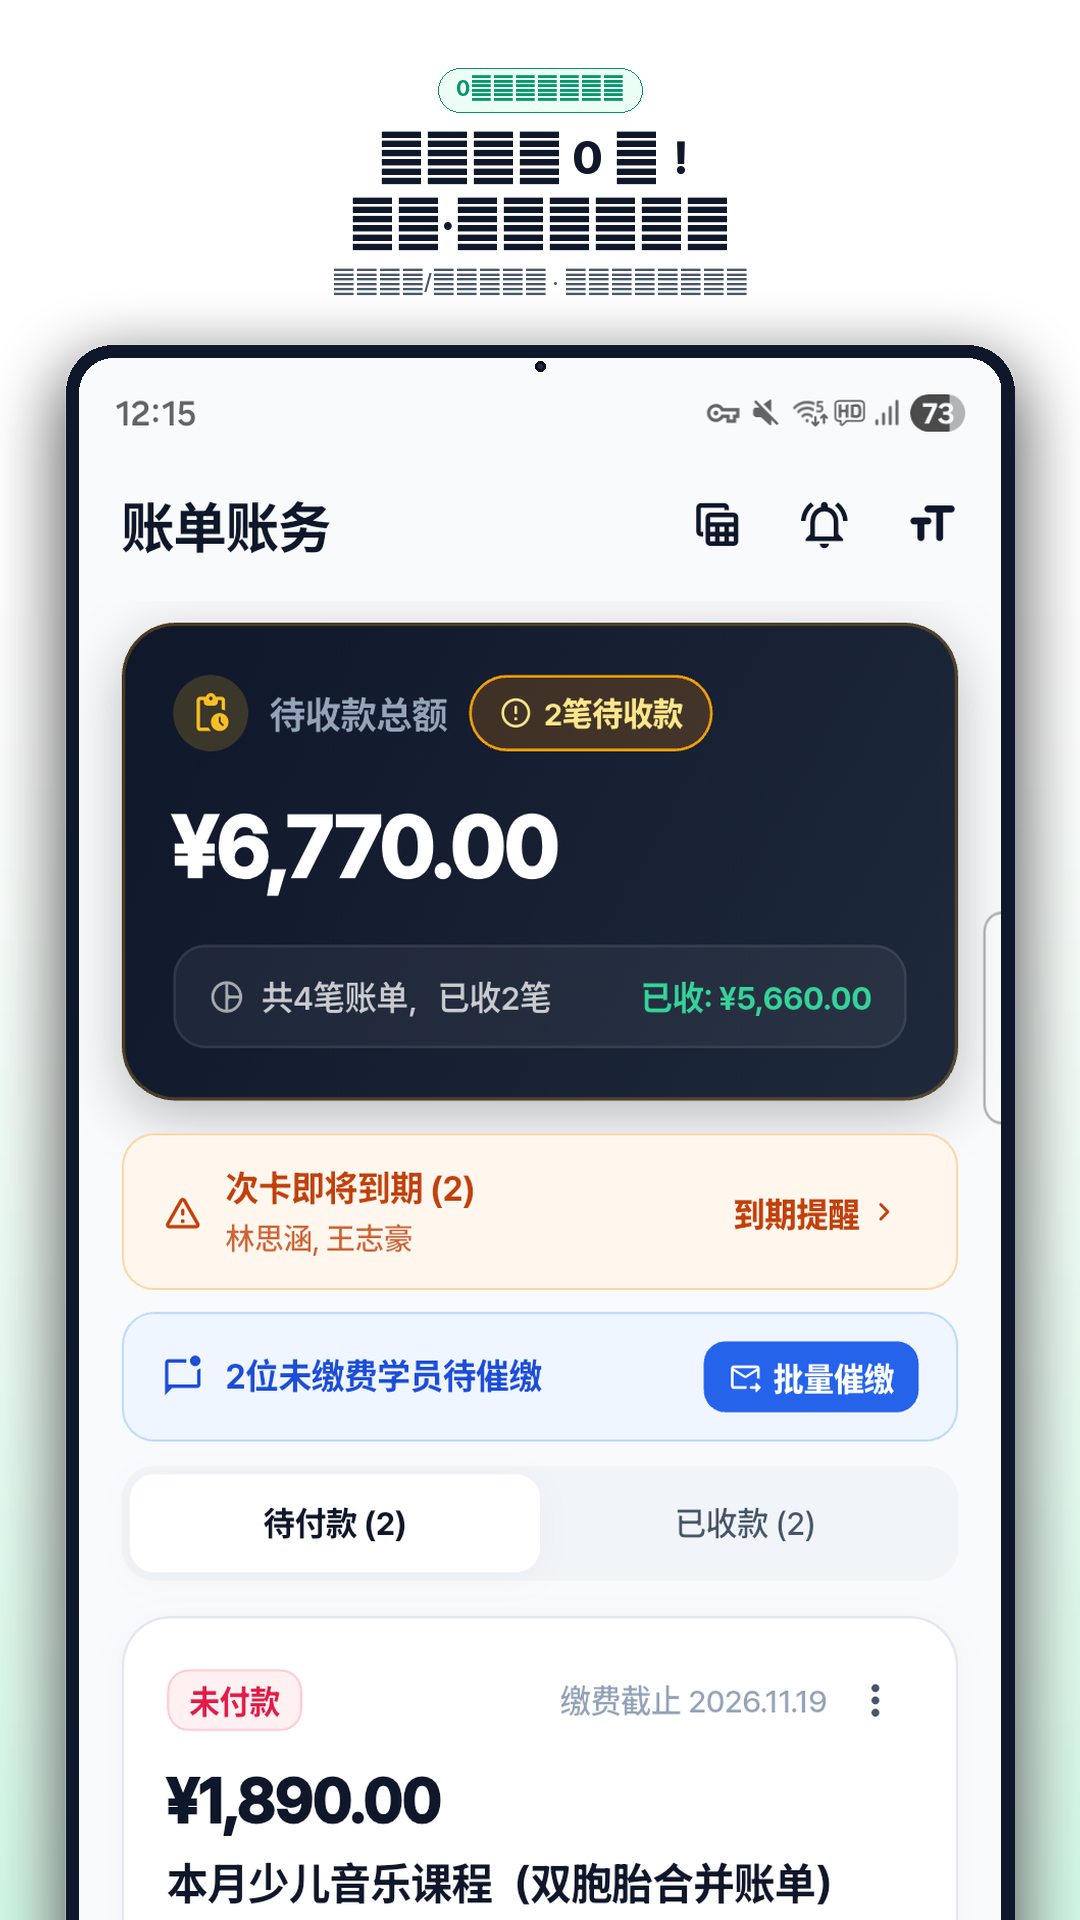 12:15
HD
5
73
账单账务
待收款总额
2笔待收款
¥6,770.00
共4笔账单，已收2笔
已收: ¥5,660.00
次卡即将到期 (2)
林思涵, 王志豪
到期提醒
2位未缴费学员待催缴
批量催缴
待付款 (2)
已收款 (2)
未付款
缴费截止 2026.11.19
¥1,890.00
本月少儿音乐课程（双胞胎合并账单）